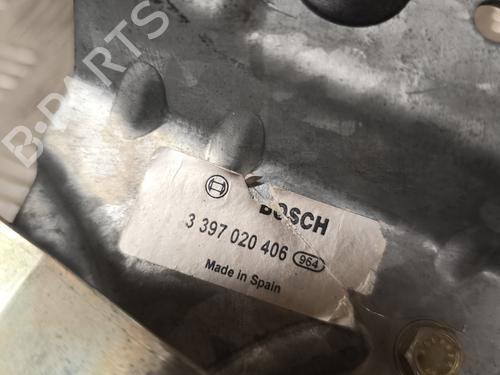 B-PARTS
BOSCH
3 397 020 406 964
Made in Spain